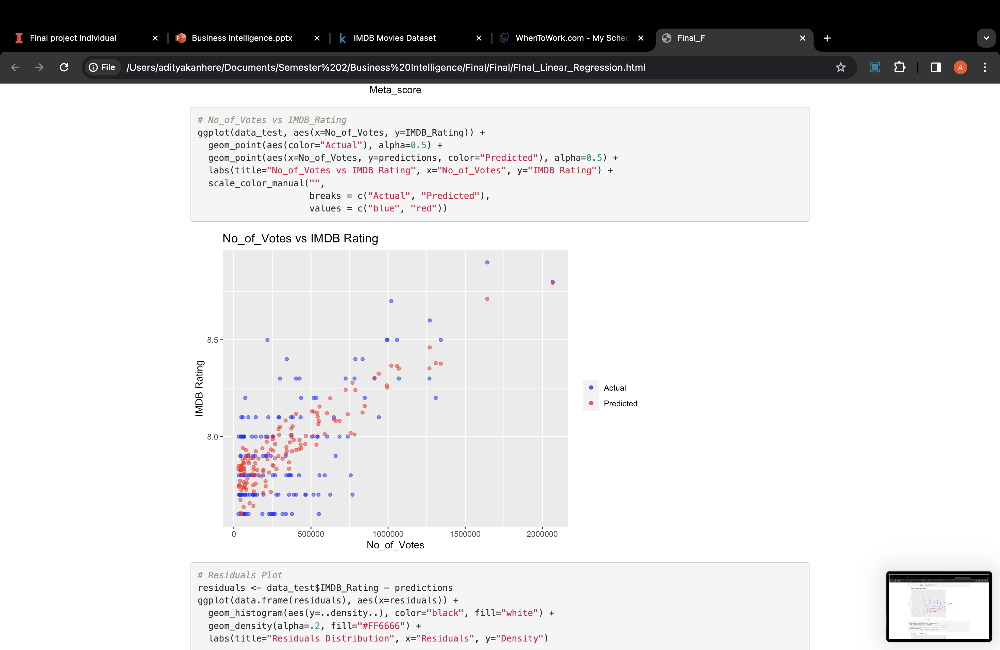 Final project Individual
Business Intelligence.pptx
IMDB Movies Dataset
WhenToWork.com - My Sched
Final_F
File
/Users/adityakanhere/Documents/Semester%202/Business%20Intelligence/Final/Final/FInal_Linear_Regression.html
A
Meta_score
# No_of_Votes vs IMDB_Rating
ggplot(data_test, aes(x=No_of_Votes, y=IMDB_Rating)) +
  geom_point(aes(color="Actual"), alpha=0.5) +
  geom_point(aes(x=No_of_Votes, y=predictions, color="Predicted"), alpha=0.5) +
  labs(title="No_of_Votes vs IMDB Rating", x="No_of_Votes", y="IMDB Rating") +
  scale_color_manual("",
                     breaks = c("Actual", "Predicted"),
                     values = c("blue", "red"))
No_of_Votes vs IMDB Rating
8.5
8.0
IMDB Rating
Actual
Predicted
0 500000 1000000 1500000 2000000
No_of_Votes
# Residuals Plot
residuals <- data_test$IMDB_Rating - predictions
ggplot(data.frame(residuals), aes(x=residuals)) +
  geom_histogram(aes(y=..density..), color="black", fill="white") +
  geom_density(alpha=.2, fill="#FF6666") +
  labs(title="Residuals Distribution", x="Residuals", y="Density")